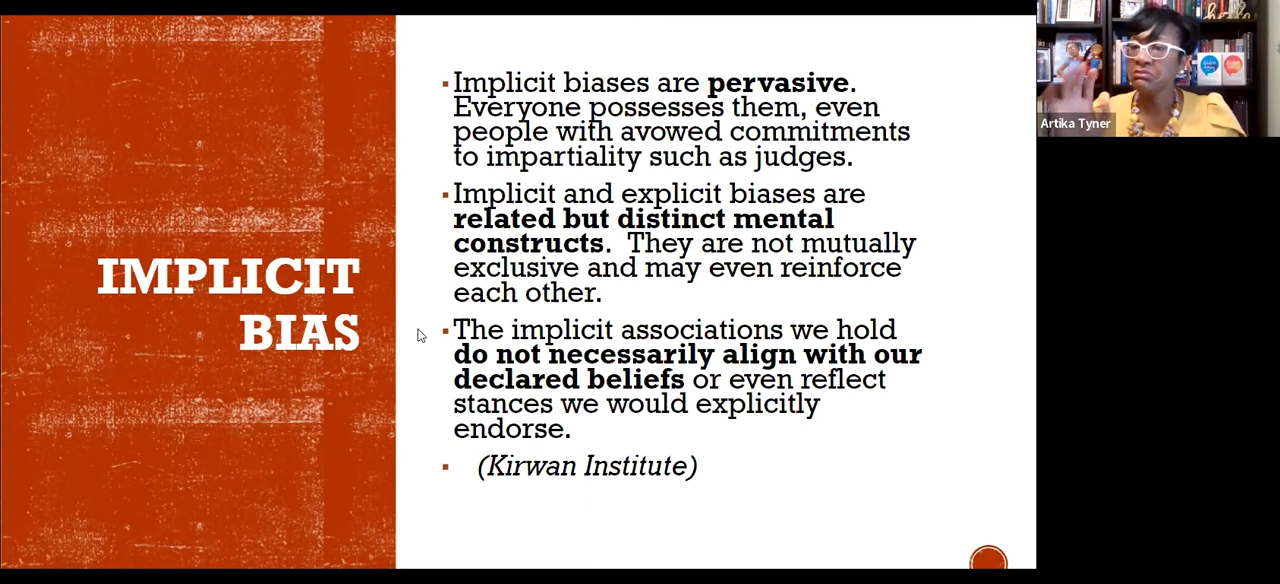 IMPLICIT
BIAS
▪Implicit biases are pervasive.
Everyone possesses them, even
people with avowed commitments
to impartiality such as judges.
▪Implicit and explicit biases are
related but distinct mental
constructs. They are not mutually
exclusive and may even reinforce
each other.
▪The implicit associations we hold
do not necessarily align with our
declared beliefs or even reflect
stances we would explicitly
endorse.
▪ (Kirwan Institute)
Artika Tyner